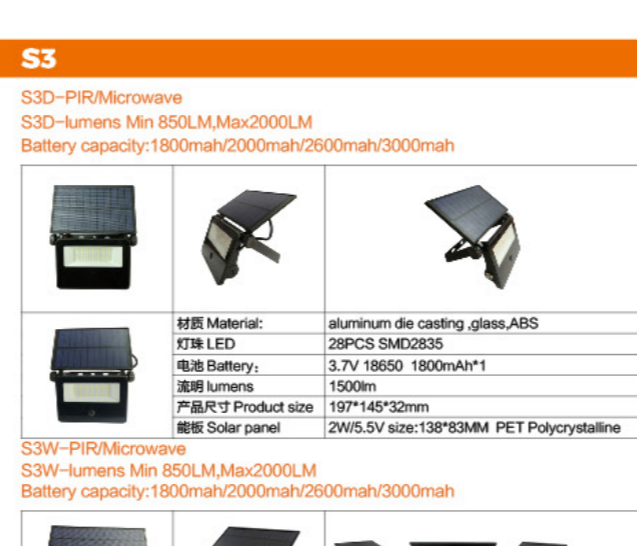 S3
S3D-PIR/Microwave
S3D-lumens Min 850LM,Max2000LM
Battery capacity:1800mah/2000mah/2600mah/3000mah
材质 Material: aluminum die casting ,glass,ABS
灯珠 LED 28PCS SMD2835
电池 Battery: 3.7V 18650 1800mAh*1
流明 lumens 1500lm
产品尺寸 Product size 197*145*32mm
能板 Solar panel 2W/5.5V size:138*83MM PET Polycrystalline
S3W-PIR/Microwave
S3W-lumens Min 850LM,Max2000LM
Battery capacity:1800mah/2000mah/2600mah/3000mah